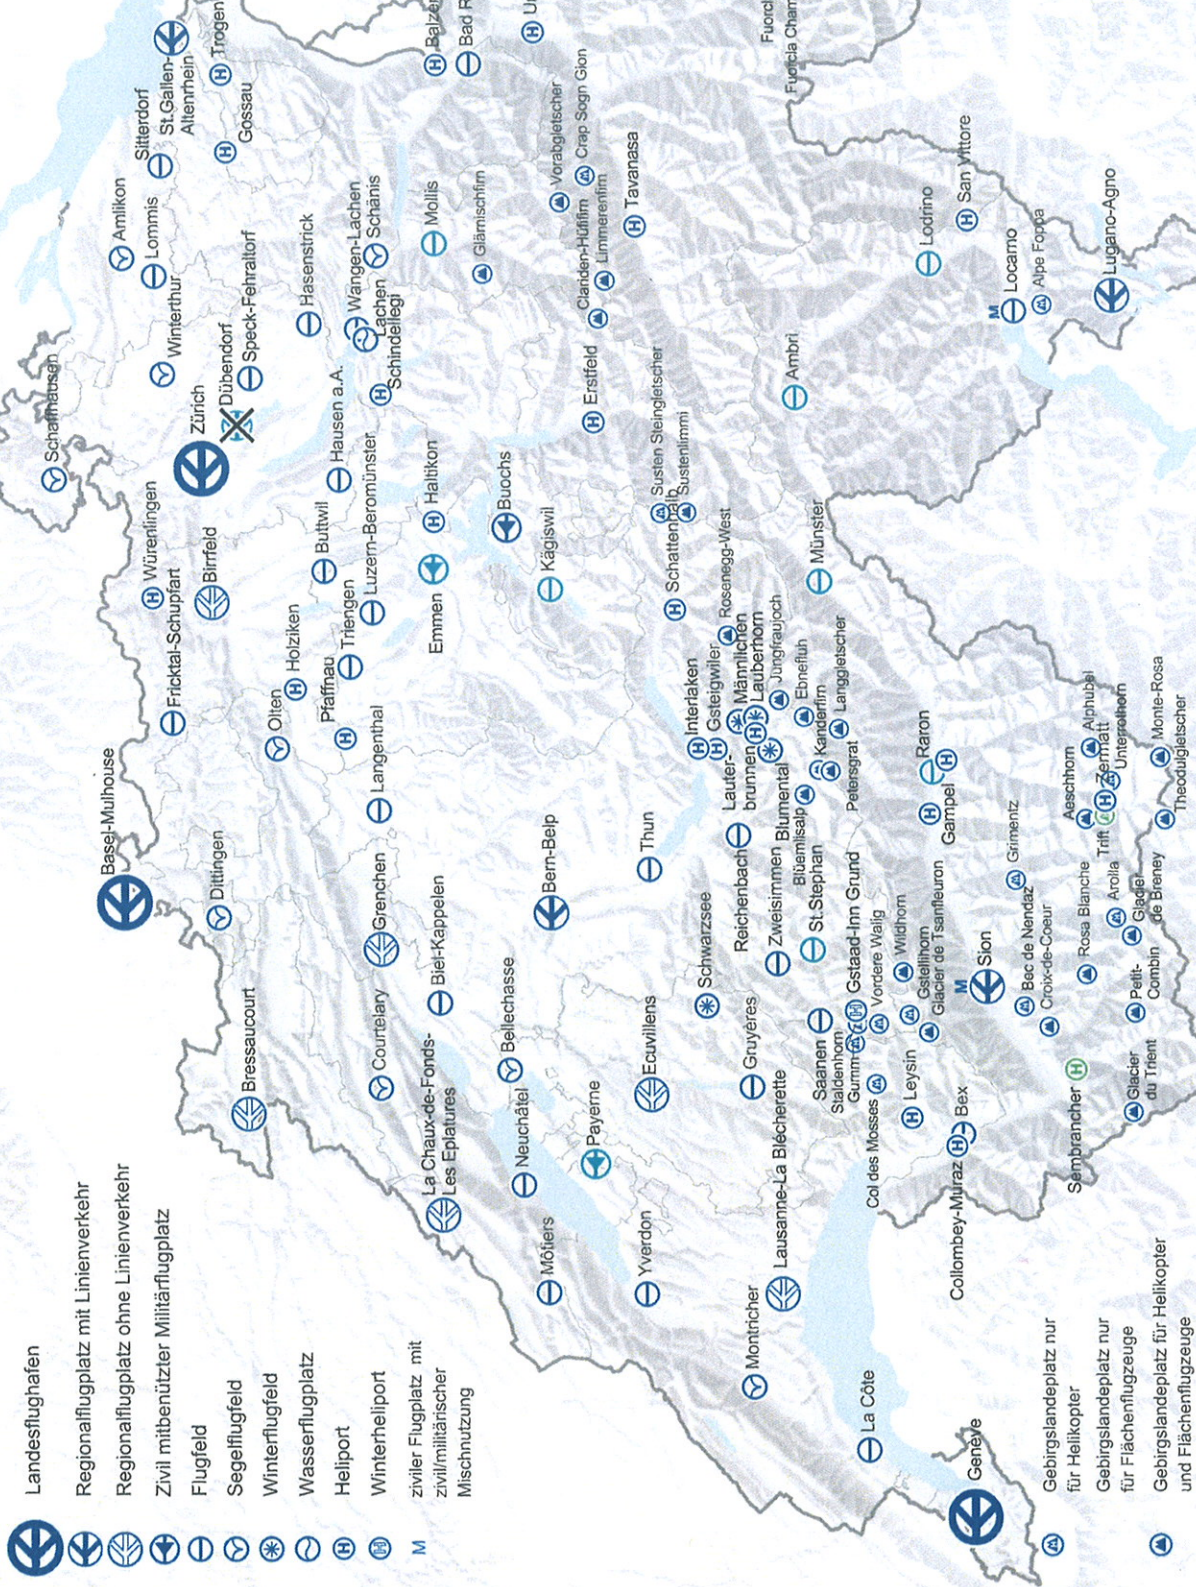 Landesflughafen
Regionalflugplatz mit Linienverkehr
Regionalflugplatz ohne Linienverkehr
Zivil mitbenützter Militärflugplatz
Flugfeld
Segelflugfeld
Winterflugfeld
Wasserflugplatz
Heliport
Winterheliport
M
ziviler Flugplatz mit
zivil/militärischer
Mischnutzung
Gebirgslandeplatz nur
für Helikopter
Gebirgslandeplatz nur
für Flächenflugzeuge
Gebirgslandeplatz für Helikopter
und Flächenflugzeuge
Basel-Mulhouse
Schaffhausen
Würenlingen
Fricktal-Schupfart
Birrfeld
Zürich
Dübendorf
Speck-Fehraltorf
Winterthur
Amlikon
Lommis
Sitterdorf
St.Gallen-
Altenrhein
Trogen
Gossau
Dittingen
Bressaucourt
Olten
Holziken
Pfaffnau
Triengen
Buttwil
Hausen a.A.
Luzern-Beromünster
Hasenstrick
Wangen-Lachen
Lachen
Schänis
Schindellegi
Mollis
Langenthal
Grenchen
Courtelary
Biel-Kappelen
La Chaux-de-Fonds-
Les Eplatures
Emmen
Haltikon
Buochs
Kägiswil
Glärnischfirn
Bad R
Vorabgletscher
Crap Sogn Gion
Clariden-Hüfifirn
Limmerenfirn
Tavanasa
Erstfeld
Bellechasse
Neuchâtel
Môtiers
Payerne
Yverdon
Bern-Belp
Thun
Ecuvillens
Schwarzsee
Gruyères
Interlaken
Gsteigwiler
Schattenhalb
Susten Steingletscher
Sustenlimmi
Rosenegg-West
Männlichen
Lauberhorn
Lauter-
brunnen
Jungfraujoch
Ebnefluh
Kanderfirn
Langgletscher
Petersgrat
Blumental
Blüemlisalp
Reichenbach
Zweisimmen
St.Stephan
Gstaad-Inn Grund
Saanen
Staldenhorn
Gumm
Vordere Walig
Wildhorn
Gstellihorn
Glacier de Tsanfleuron
Col des Mosses
Leysin
Bex
Collombey-Muraz
Lausanne-La Blécherette
Montricher
La Côte
Genève
Münster
Ambri
Lodrino
San Vittore
M
Locarno
Alpe Foppa
Lugano-Agno
Raron
Gampel
M
Sion
Grimentz
Bec de Nendaz
Croix-de-Coeur
Sembrancher
Rosa Blanche
Aeschhorn
Alphubel
Trift
Zermatt
Unterrothorn
Arolla
Glacier
de Breney
Petit-
Combin
Glacier
du Trient
Monte-Rosa
Theodulgletscher